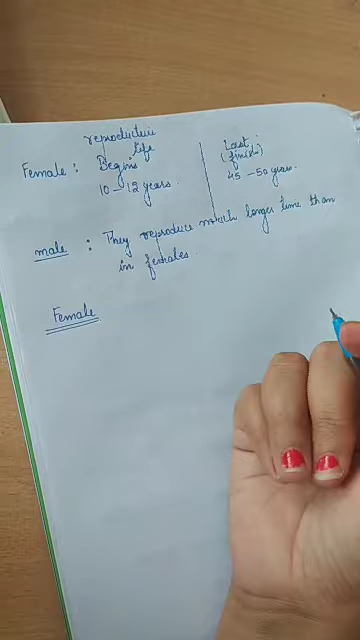 reproductive
life
Female : Begins
10 - 12 years.
Last
(finish)
45 - 50 years.
male : They reproduce much longer time than
in females.
Female